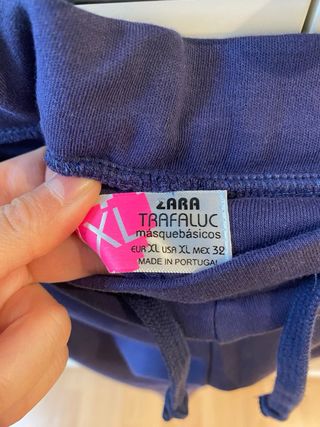 XL
ZARA
TRAFALUC
másquebásicos
EUR XL USA XL MEX 32
MADE IN PORTUGAL